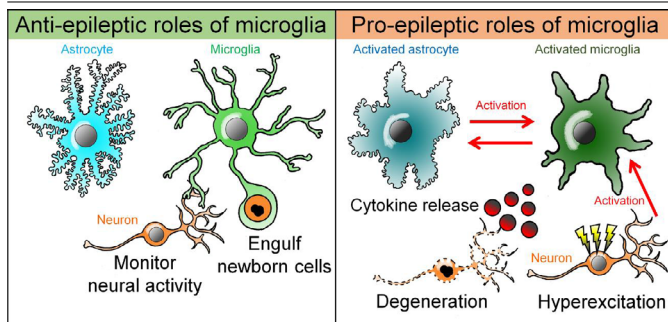 Anti-epileptic roles of microglia
Astrocyte
Microglia
Neuron
Monitor
neural activity
Engulf
newborn cells
Pro-epileptic roles of microglia
Activated astrocyte
Activated microglia
Activation
Cytokine release
Activation
Neuron
Degeneration
Hyperexcitation